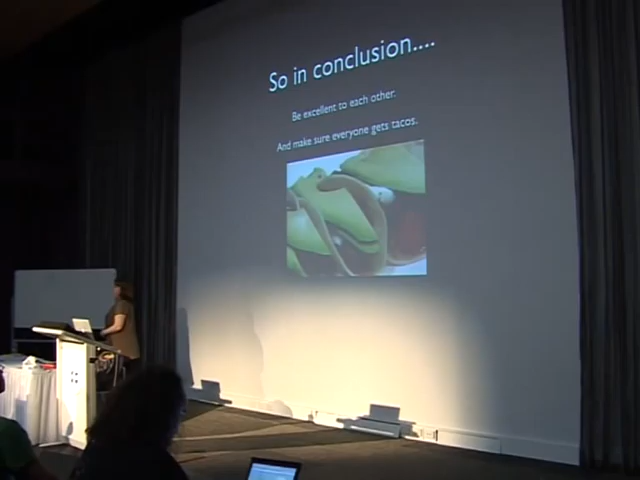 So in conclusion....
Be excellent to each other.
And make sure everyone gets tacos.